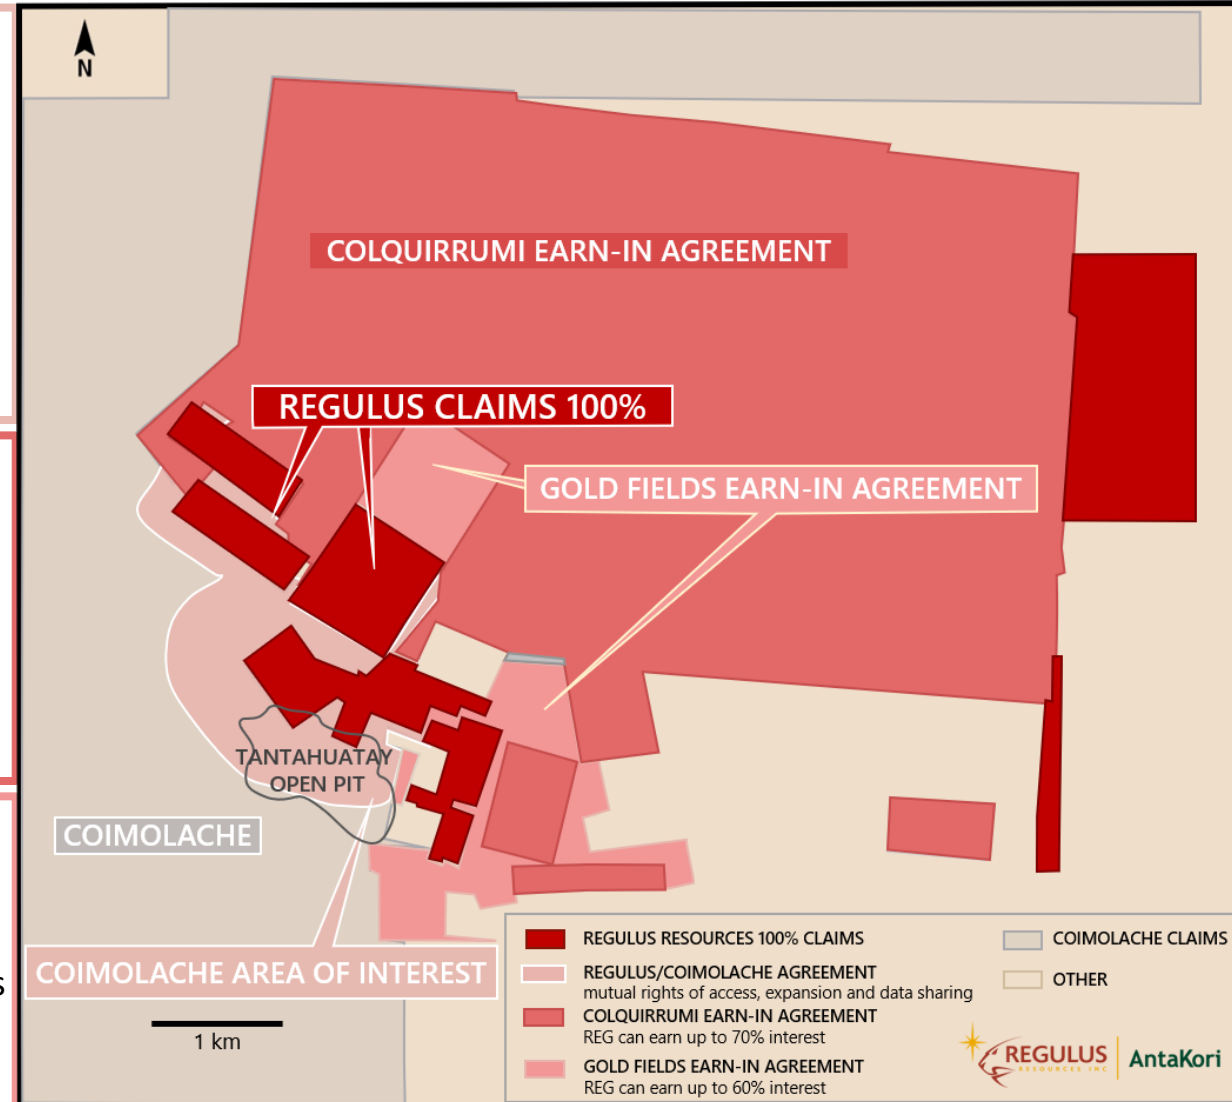 N
COLQUIRRUMI EARN-IN AGREEMENT
REGULUS CLAIMS 100%
GOLD FIELDS EARN-IN AGREEMENT
TANTAHUATAY
OPEN PIT
COIMOLACHE
COIMOLACHE AREA OF INTEREST
S
1 km
REGULUS RESOURCES 100% CLAIMS
REGULUS/COIMOLACHE AGREEMENT
mutual rights of access, expansion and data sharing
COLQUIRRUMI EARN-IN AGREEMENT
REG can earn up to 70% interest
GOLD FIELDS EARN-IN AGREEMENT
REG can earn up to 60% interest
COIMOLACHE CLAIMS
OTHER
REGULUS
RESOURCES INC
AntaKori